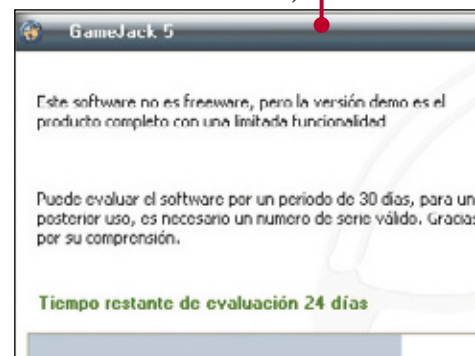 GameJack 5
Este software no es freeware, pero la versión demo es el
producto completo con una limitada funcionalidad
Puede evaluar el software por un periodo de 30 días, para un
posterior uso, es necesario un numero de serie válido. Gracias
por su comprensión.
Tiempo restante de evaluación 24 días